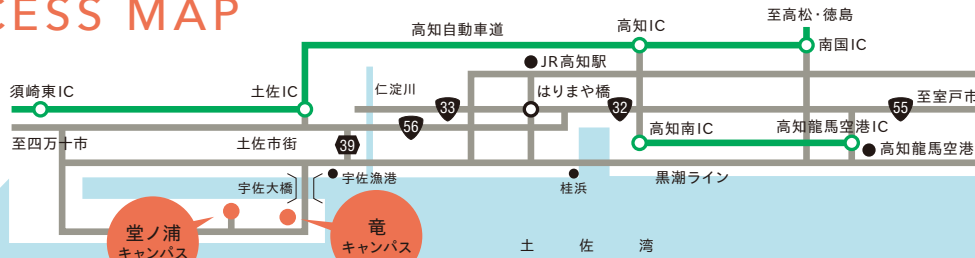 CESS MAP
至高松・徳島
高知自動車道
高知IC
南国IC
JR高知駅
須崎東IC
土佐IC
仁淀川
33
はりまや橋
32
55
至室戸市
56
至四万十市
土佐市街
39
高知南IC
高知龍馬空港IC
高知龍馬空港
宇佐大橋
宇佐漁港
桂浜
黒潮ライン
堂ノ浦
キャンパス
竜
キャンパス
土佐湾